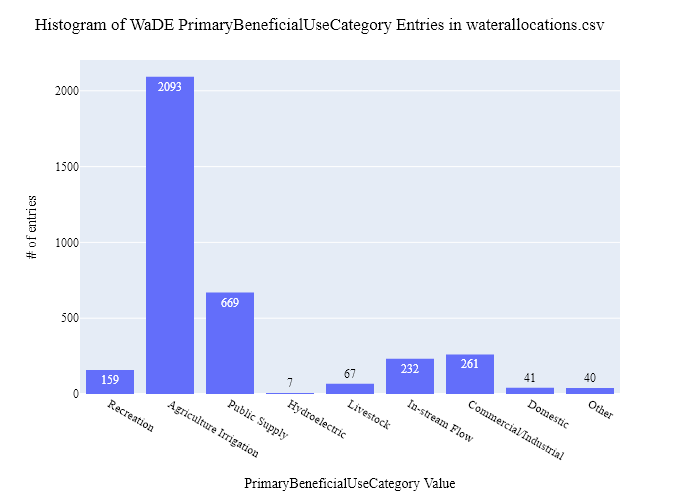 Histogram of WaDE PrimaryBeneficialUseCategory Entries in waterallocations.csv
# of entries
2000
1500
1000
500
0
159
2093
669
7
67
232
261
41
40
Recreation
Agriculture Irrigation
Public Supply
Hydroelectric
Livestock
In-stream Flow
Commercial/Industrial
Domestic
Other
PrimaryBeneficialUseCategory Value